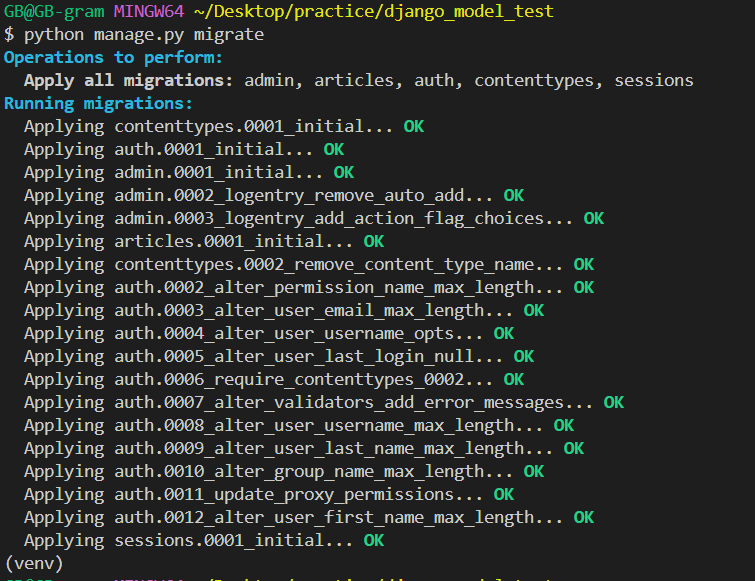 GB@GB-gram MINGW64 ~/Desktop/practice/django_model_test
$ python manage.py migrate
Operations to perform:
  Apply all migrations: admin, articles, auth, contenttypes, sessions
Running migrations:
  Applying contenttypes.0001_initial... OK
  Applying auth.0001_initial... OK
  Applying admin.0001_initial... OK
  Applying admin.0002_logentry_remove_auto_add... OK
  Applying admin.0003_logentry_add_action_flag_choices... OK
  Applying articles.0001_initial... OK
  Applying contenttypes.0002_remove_content_type_name... OK
  Applying auth.0002_alter_permission_name_max_length... OK
  Applying auth.0003_alter_user_email_max_length... OK
  Applying auth.0004_alter_user_username_opts... OK
  Applying auth.0005_alter_user_last_login_null... OK
  Applying auth.0006_require_contenttypes_0002... OK
  Applying auth.0007_alter_validators_add_error_messages... OK
  Applying auth.0008_alter_user_username_max_length... OK
  Applying auth.0009_alter_user_last_name_max_length... OK
  Applying auth.0010_alter_group_name_max_length... OK
  Applying auth.0011_update_proxy_permissions... OK
  Applying auth.0012_alter_user_first_name_max_length... OK
  Applying sessions.0001_initial... OK
(venv)